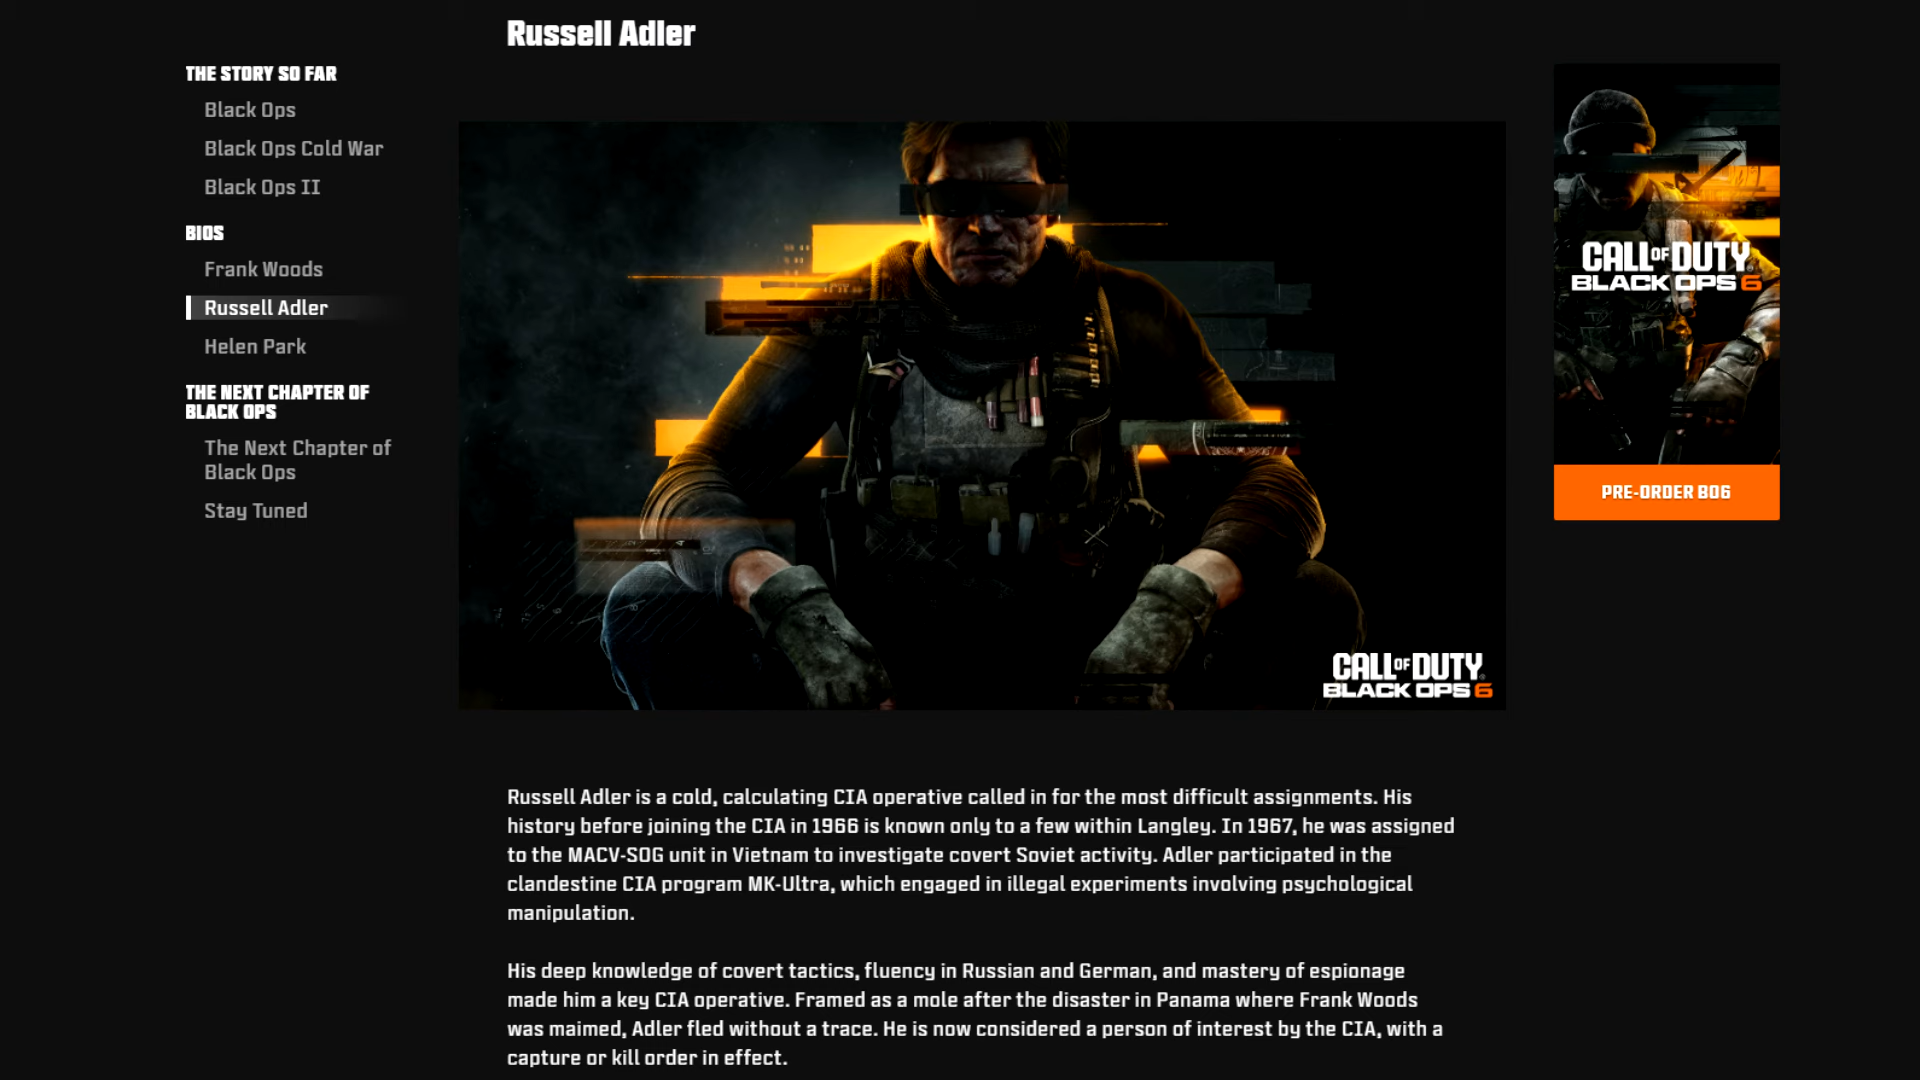 Russell Adler
THE STORY SO FAR
Black Ops
Black Ops Cold War
Black Ops II
BIOS
Frank Woods
Russell Adler
Helen Park
THE NEXT CHAPTER OF
BLACK OPS
The Next Chapter of
Black Ops
Stay Tuned
CALL OF DUTY
BLACK OPS 6
CALL OF DUTY
BLACK OPS 6
PRE-ORDER BO6
Russell Adler is a cold, calculating CIA operative called in for the most difficult assignments. His
history before joining the CIA in 1966 is known only to a few within Langley. In 1967, he was assigned
to the MACV-SOG unit in Vietnam to investigate covert Soviet activity. Adler participated in the
clandestine CIA program MK-Ultra, which engaged in illegal experiments involving psychological
manipulation.
His deep knowledge of covert tactics, fluency in Russian and German, and mastery of espionage
made him a key CIA operative. Framed as a mole after the disaster in Panama where Frank Woods
was maimed, Adler fled without a trace. He is now considered a person of interest by the CIA, with a
capture or kill order in effect.